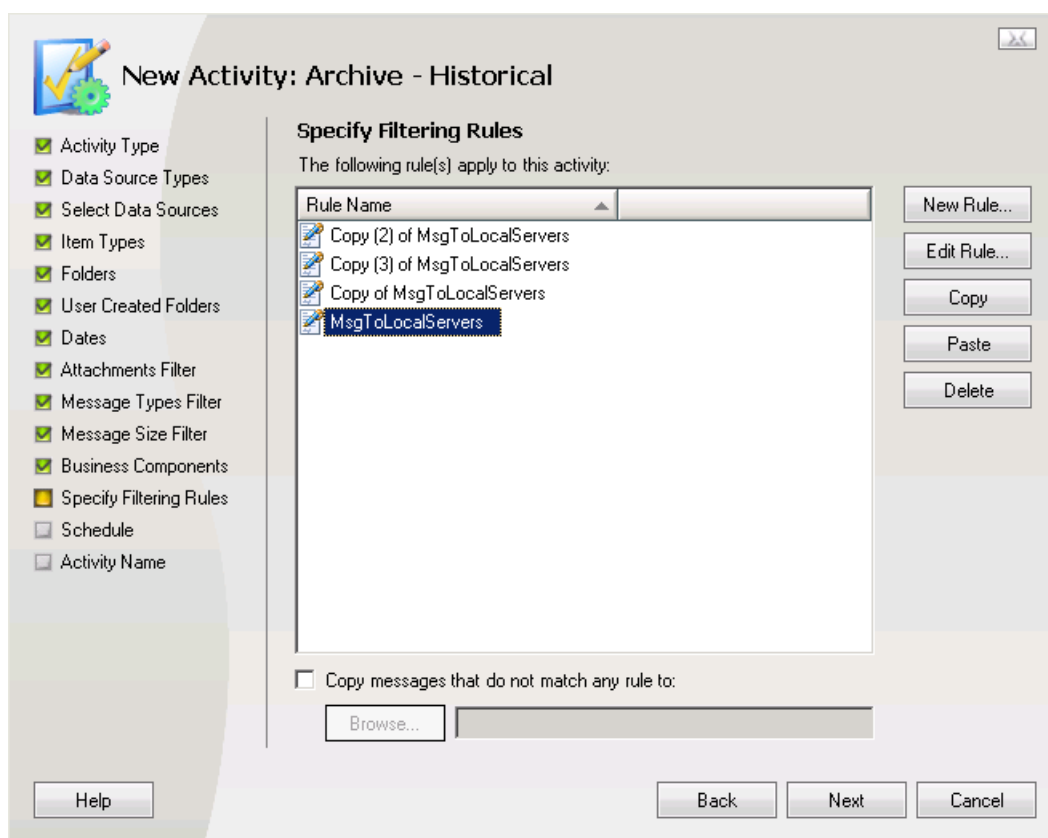 New Activity: Archive - Historical
Activity Type
Data Source Types
Select Data Sources
Item Types
Folders
User Created Folders
Dates
Attachments Filter
Message Types Filter
Message Size Filter
Business Components
Specify Filtering Rules
Schedule
Activity Name
Specify Filtering Rules
The following rule(s) apply to this activity:
Rule Name
Copy (2) of MsgToLocalServers
Copy (3) of MsgToLocalServers
Copy of MsgToLocalServers
MsgToLocalServers
New Rule...
Edit Rule...
Copy
Paste
Delete
Copy messages that do not match any rule to:
Browse...
Help
Back
Next
Cancel